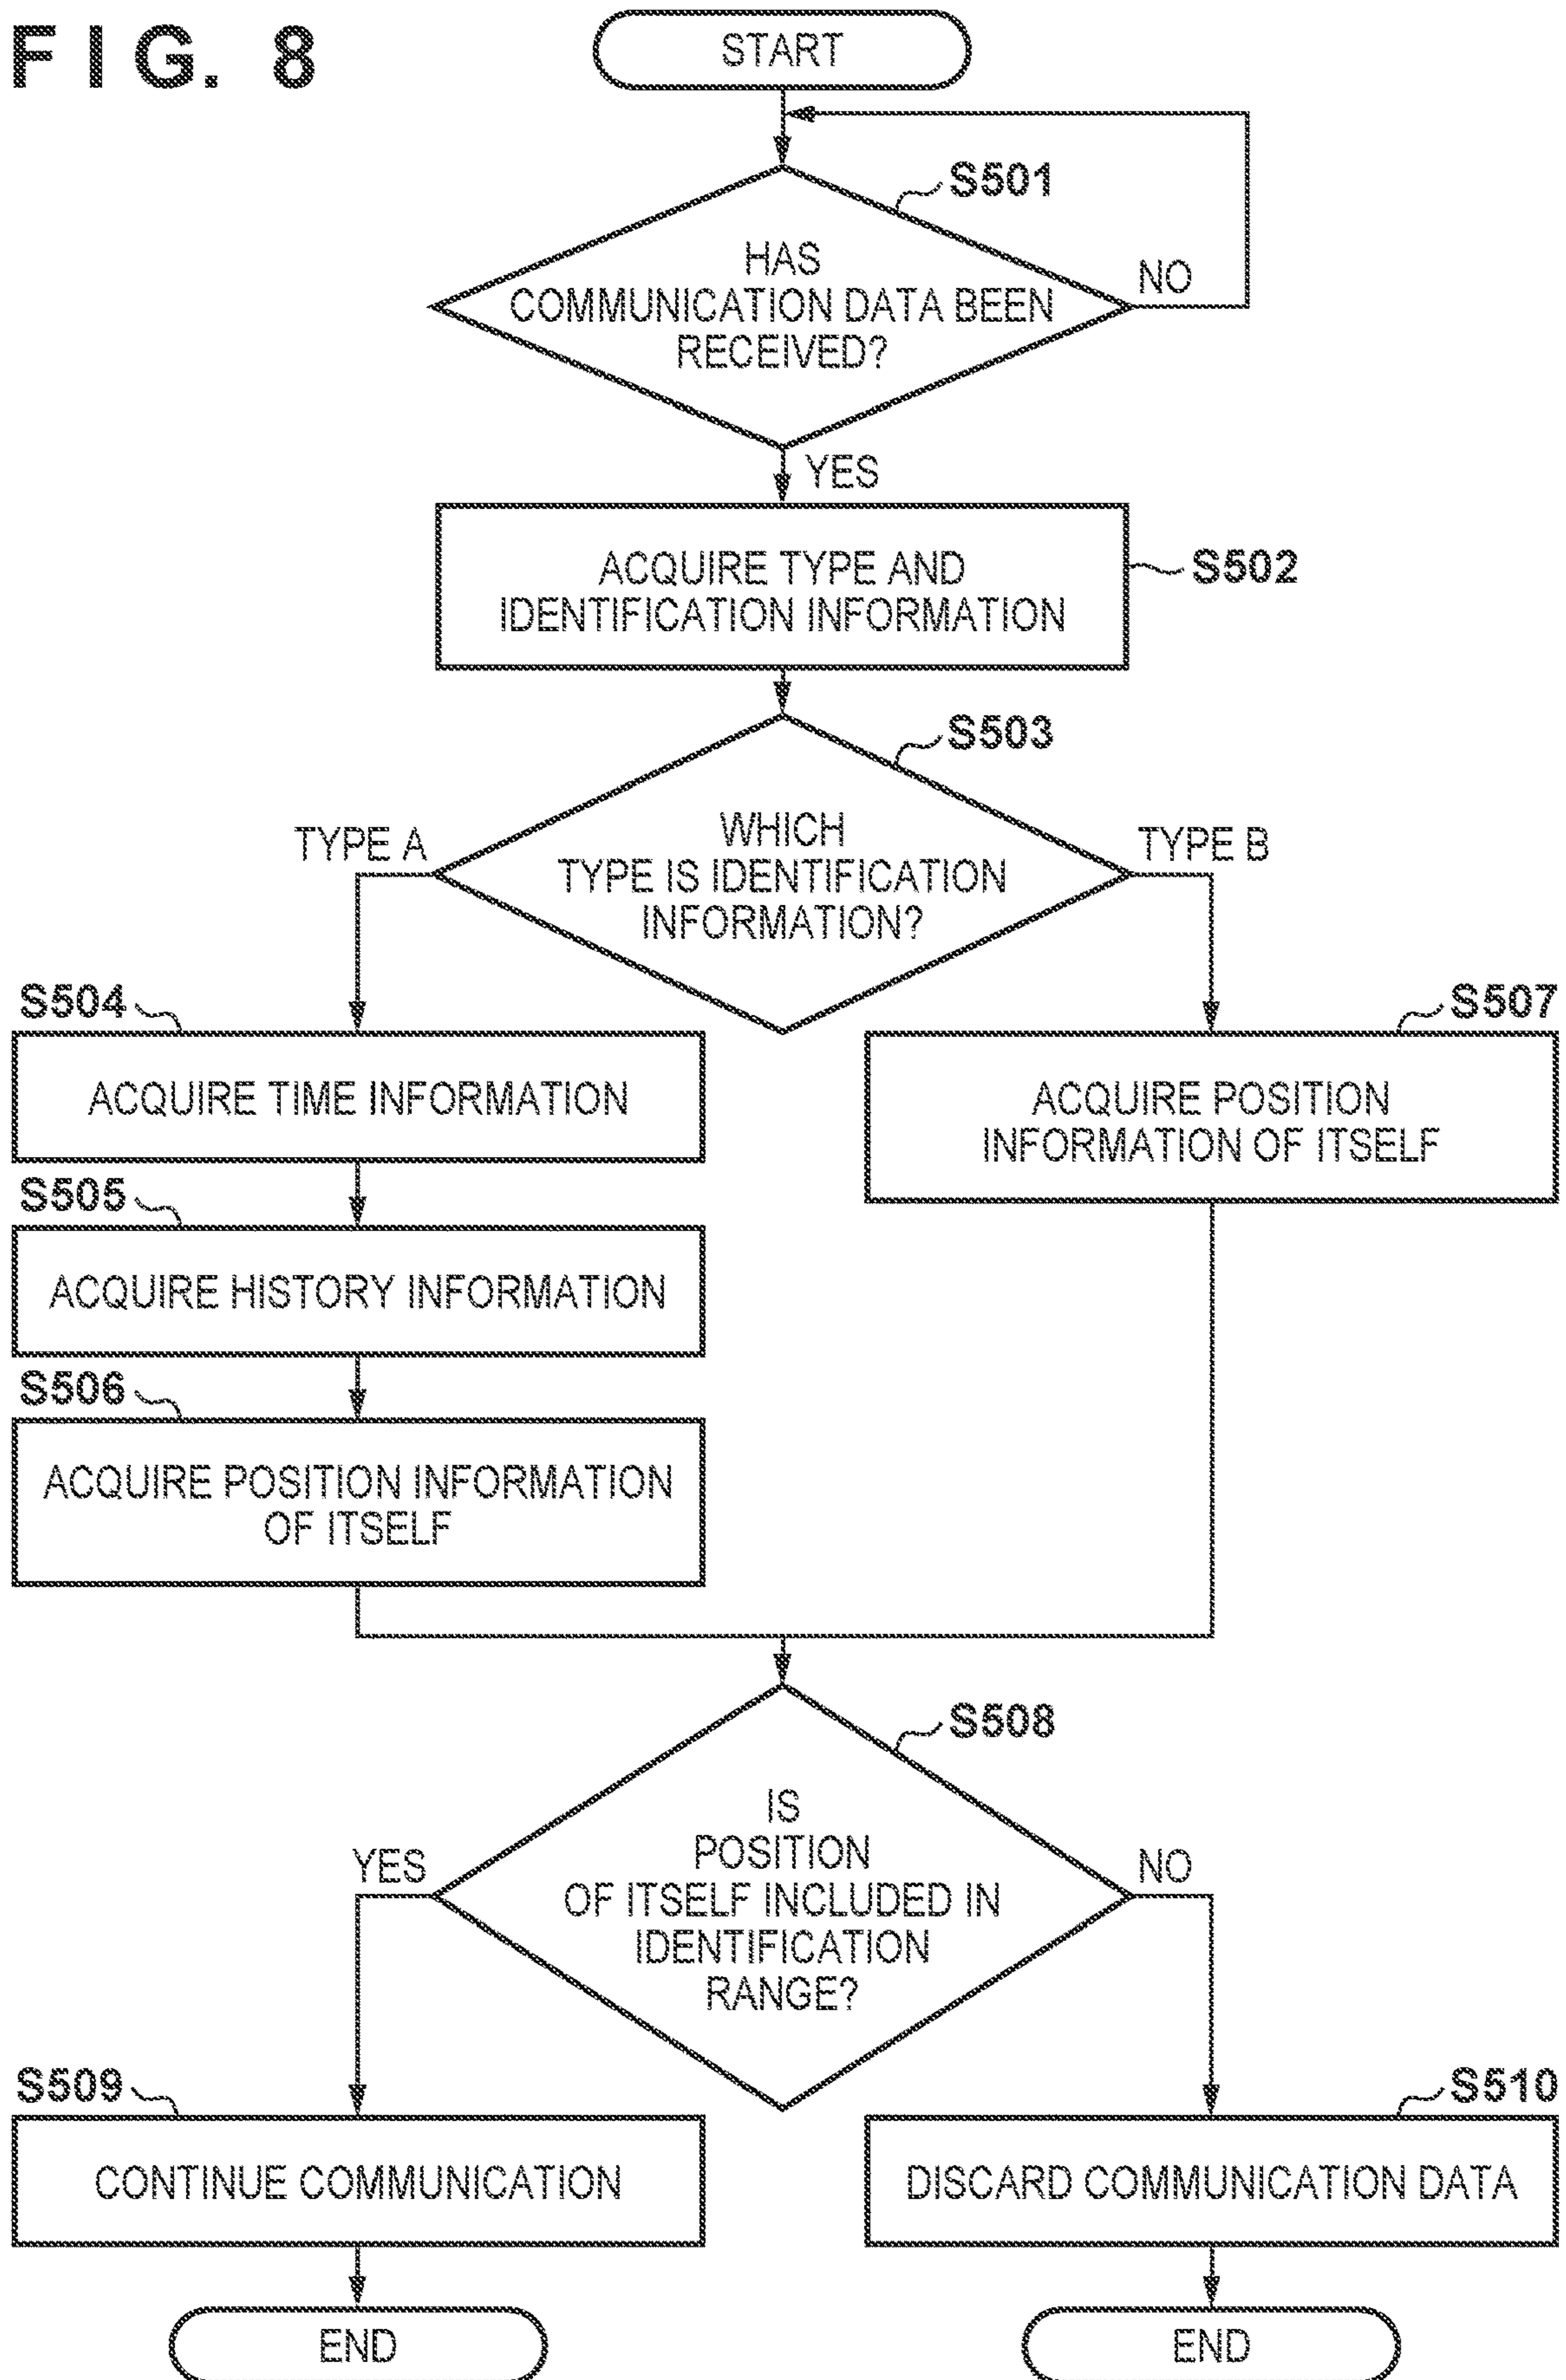 FIG. 8
START
S501
HAS
COMMUNICATION DATA BEEN
RECEIVED?
NO
YES
ACQUIRE TYPE AND
IDENTIFICATION INFORMATION
S502
S503
WHICH
TYPE IS IDENTIFICATION
INFORMATION?
TYPE A
TYPE B
S504
ACQUIRE TIME INFORMATION
S505
ACQUIRE HISTORY INFORMATION
S506
ACQUIRE POSITION INFORMATION
OF ITSELF
S507
ACQUIRE POSITION
INFORMATION OF ITSELF
S508
IS
POSITION
OF ITSELF INCLUDED IN
IDENTIFICATION
RANGE?
YES
NO
S509
CONTINUE COMMUNICATION
END
S510
DISCARD COMMUNICATION DATA
END